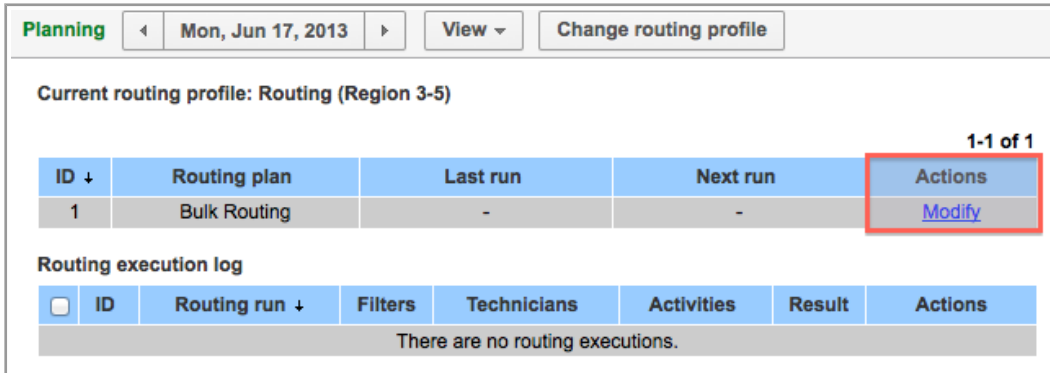 Planning Mon, Jun 17, 2013 View Change routing profile
Current routing profile: Routing (Region 3-5)
1-1 of 1
ID Routing plan Last run Next run Actions
1 Bulk Routing - - Modify
Routing execution log
ID Routing run Filters Technicians Activities Result Actions
There are no routing executions.